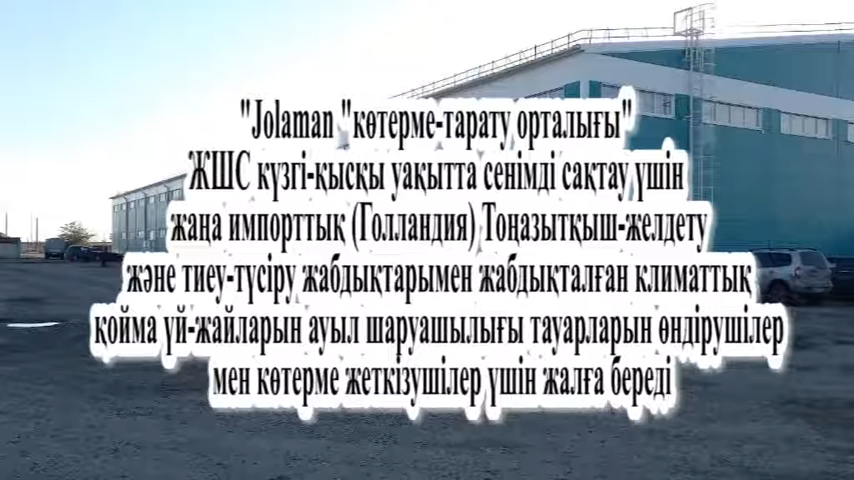 "Jolaman "көтерме-тарату орталығы"
ЖШС күзгі-қысқы уақытта сенімді сақтау үшін
жаңа импорттық (Голландия) Тоңазытқыш-желдету
және тиеу-түсіру жабдықтарымен жабдықталған климаттық
қойма үй-жайларын ауыл шаруашылығы тауарларын өндірушілер
мен көтерме жеткізушілер үшін жалға береді